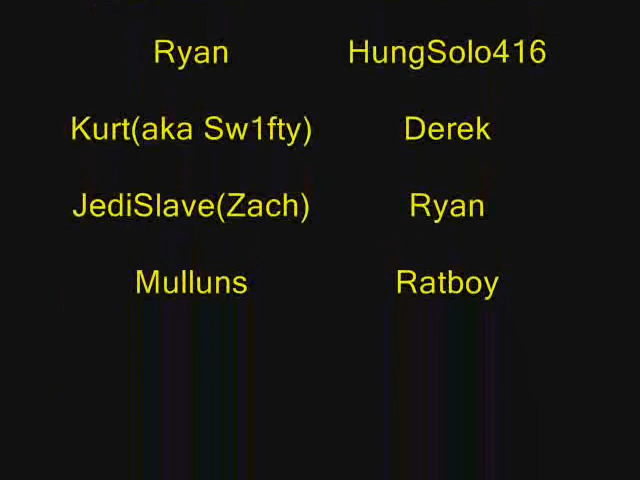 Ryan HungSolo416
Kurt(aka Sw1fty) Derek
JediSlave(Zach) Ryan
Mulluns Ratboy